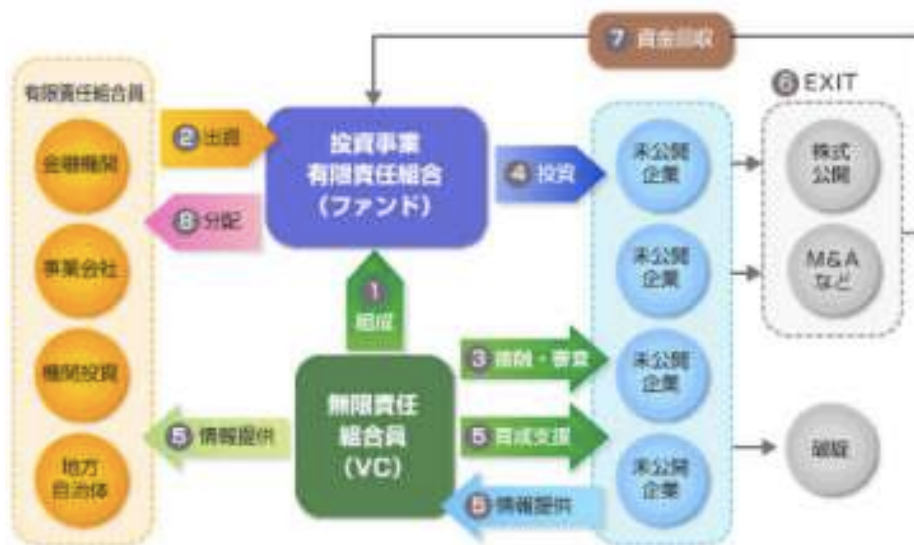 ⑦ 資金回収
有限責任組合員
⑥ EXIT
金融機関
② 出資
投資事業
有限責任組合
(ファンド)
④ 投資
未公開
企業
株式
公開
⑧ 分配
事業会社
未公開
企業
M&A
など
①
組成
機関投資
無限責任
組合員
(VC)
③ 接触・審査
未公開
企業
⑤ 情報提供
⑤ 育成支援
地方
自治体
未公開
企業
破綻
⑤ 情報提供